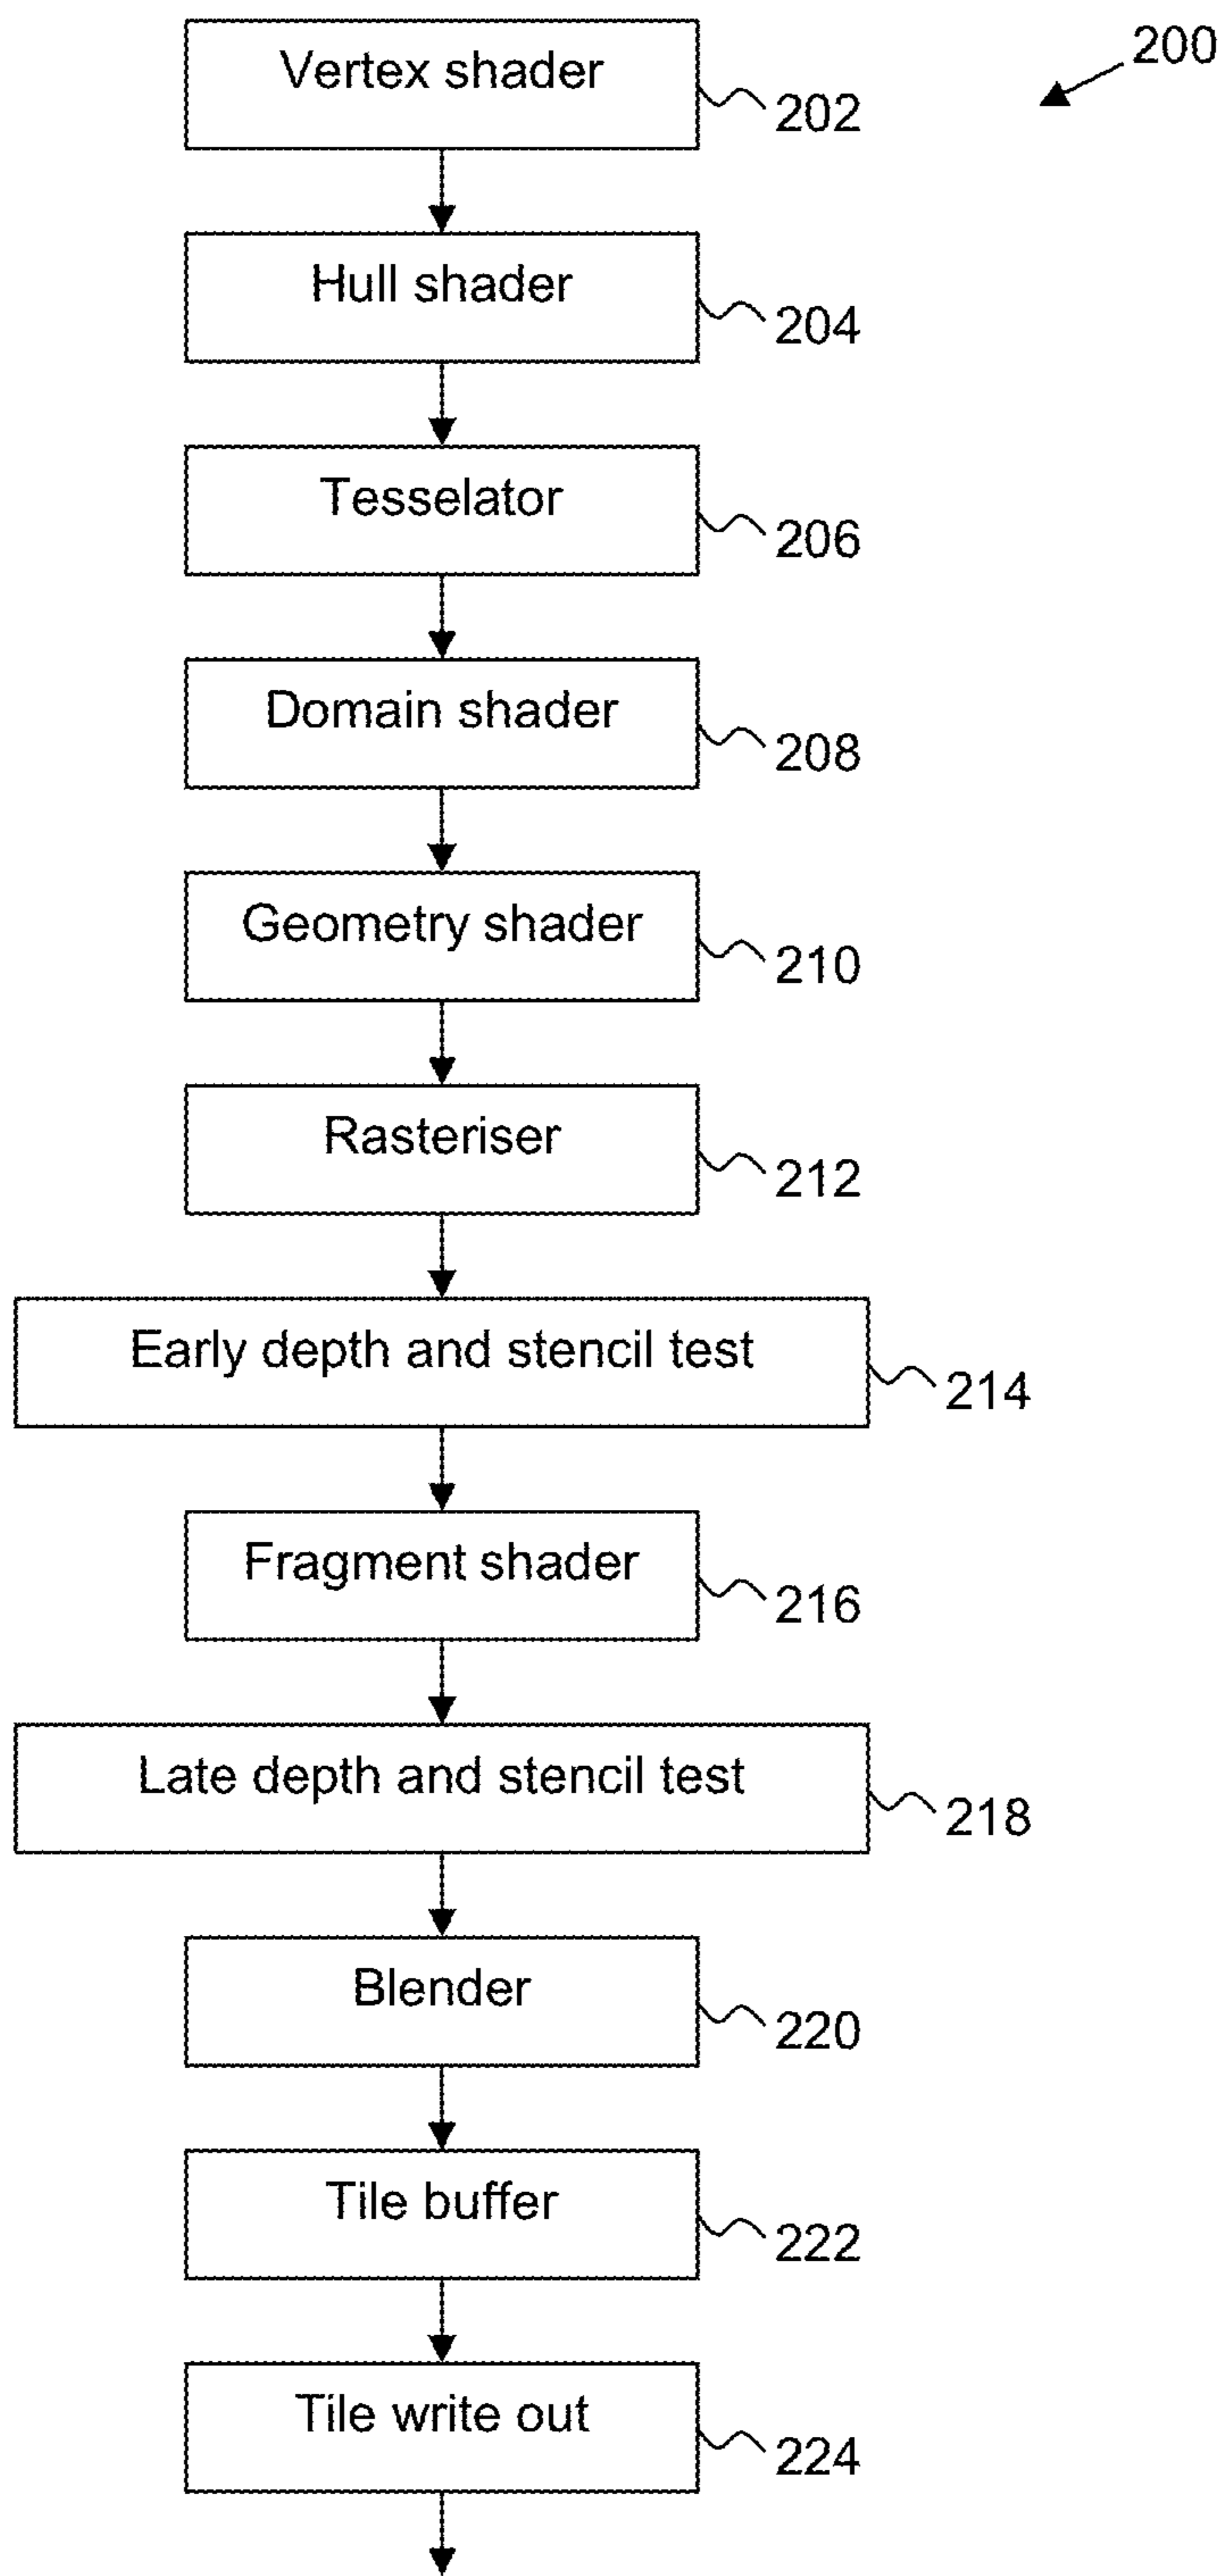 200
Vertex shader
202
Hull shader
204
Tesselator
206
Domain shader
208
Geometry shader
210
Rasteriser
212
Early depth and stencil test
214
Fragment shader
216
Late depth and stencil test
218
Blender
220
Tile buffer
222
Tile write out
224